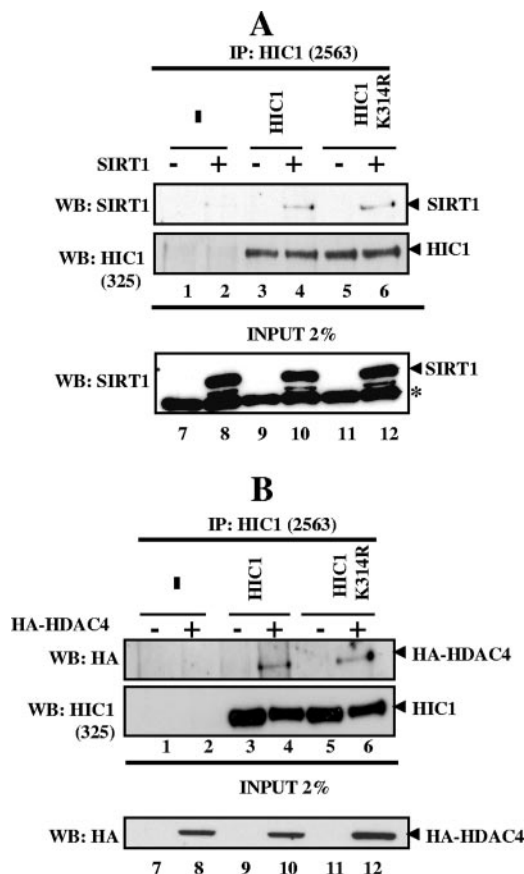 A
IP: HIC1 (2563)
- HIC1 HIC1 K314R
SIRT1 - + - + - +
WB: SIRT1 SIRT1
WB: HIC1 (325) HIC1
1 2 3 4 5 6
INPUT 2%
WB: SIRT1 SIRT1
*
7 8 9 10 11 12
B
IP: HIC1 (2563)
- HIC1 HIC1 K314R
HA-HDAC4 - + - + - +
WB: HA HA-HDAC4
WB: HIC1 (325) HIC1
1 2 3 4 5 6
INPUT 2%
WB: HA HA-HDAC4
7 8 9 10 11 12